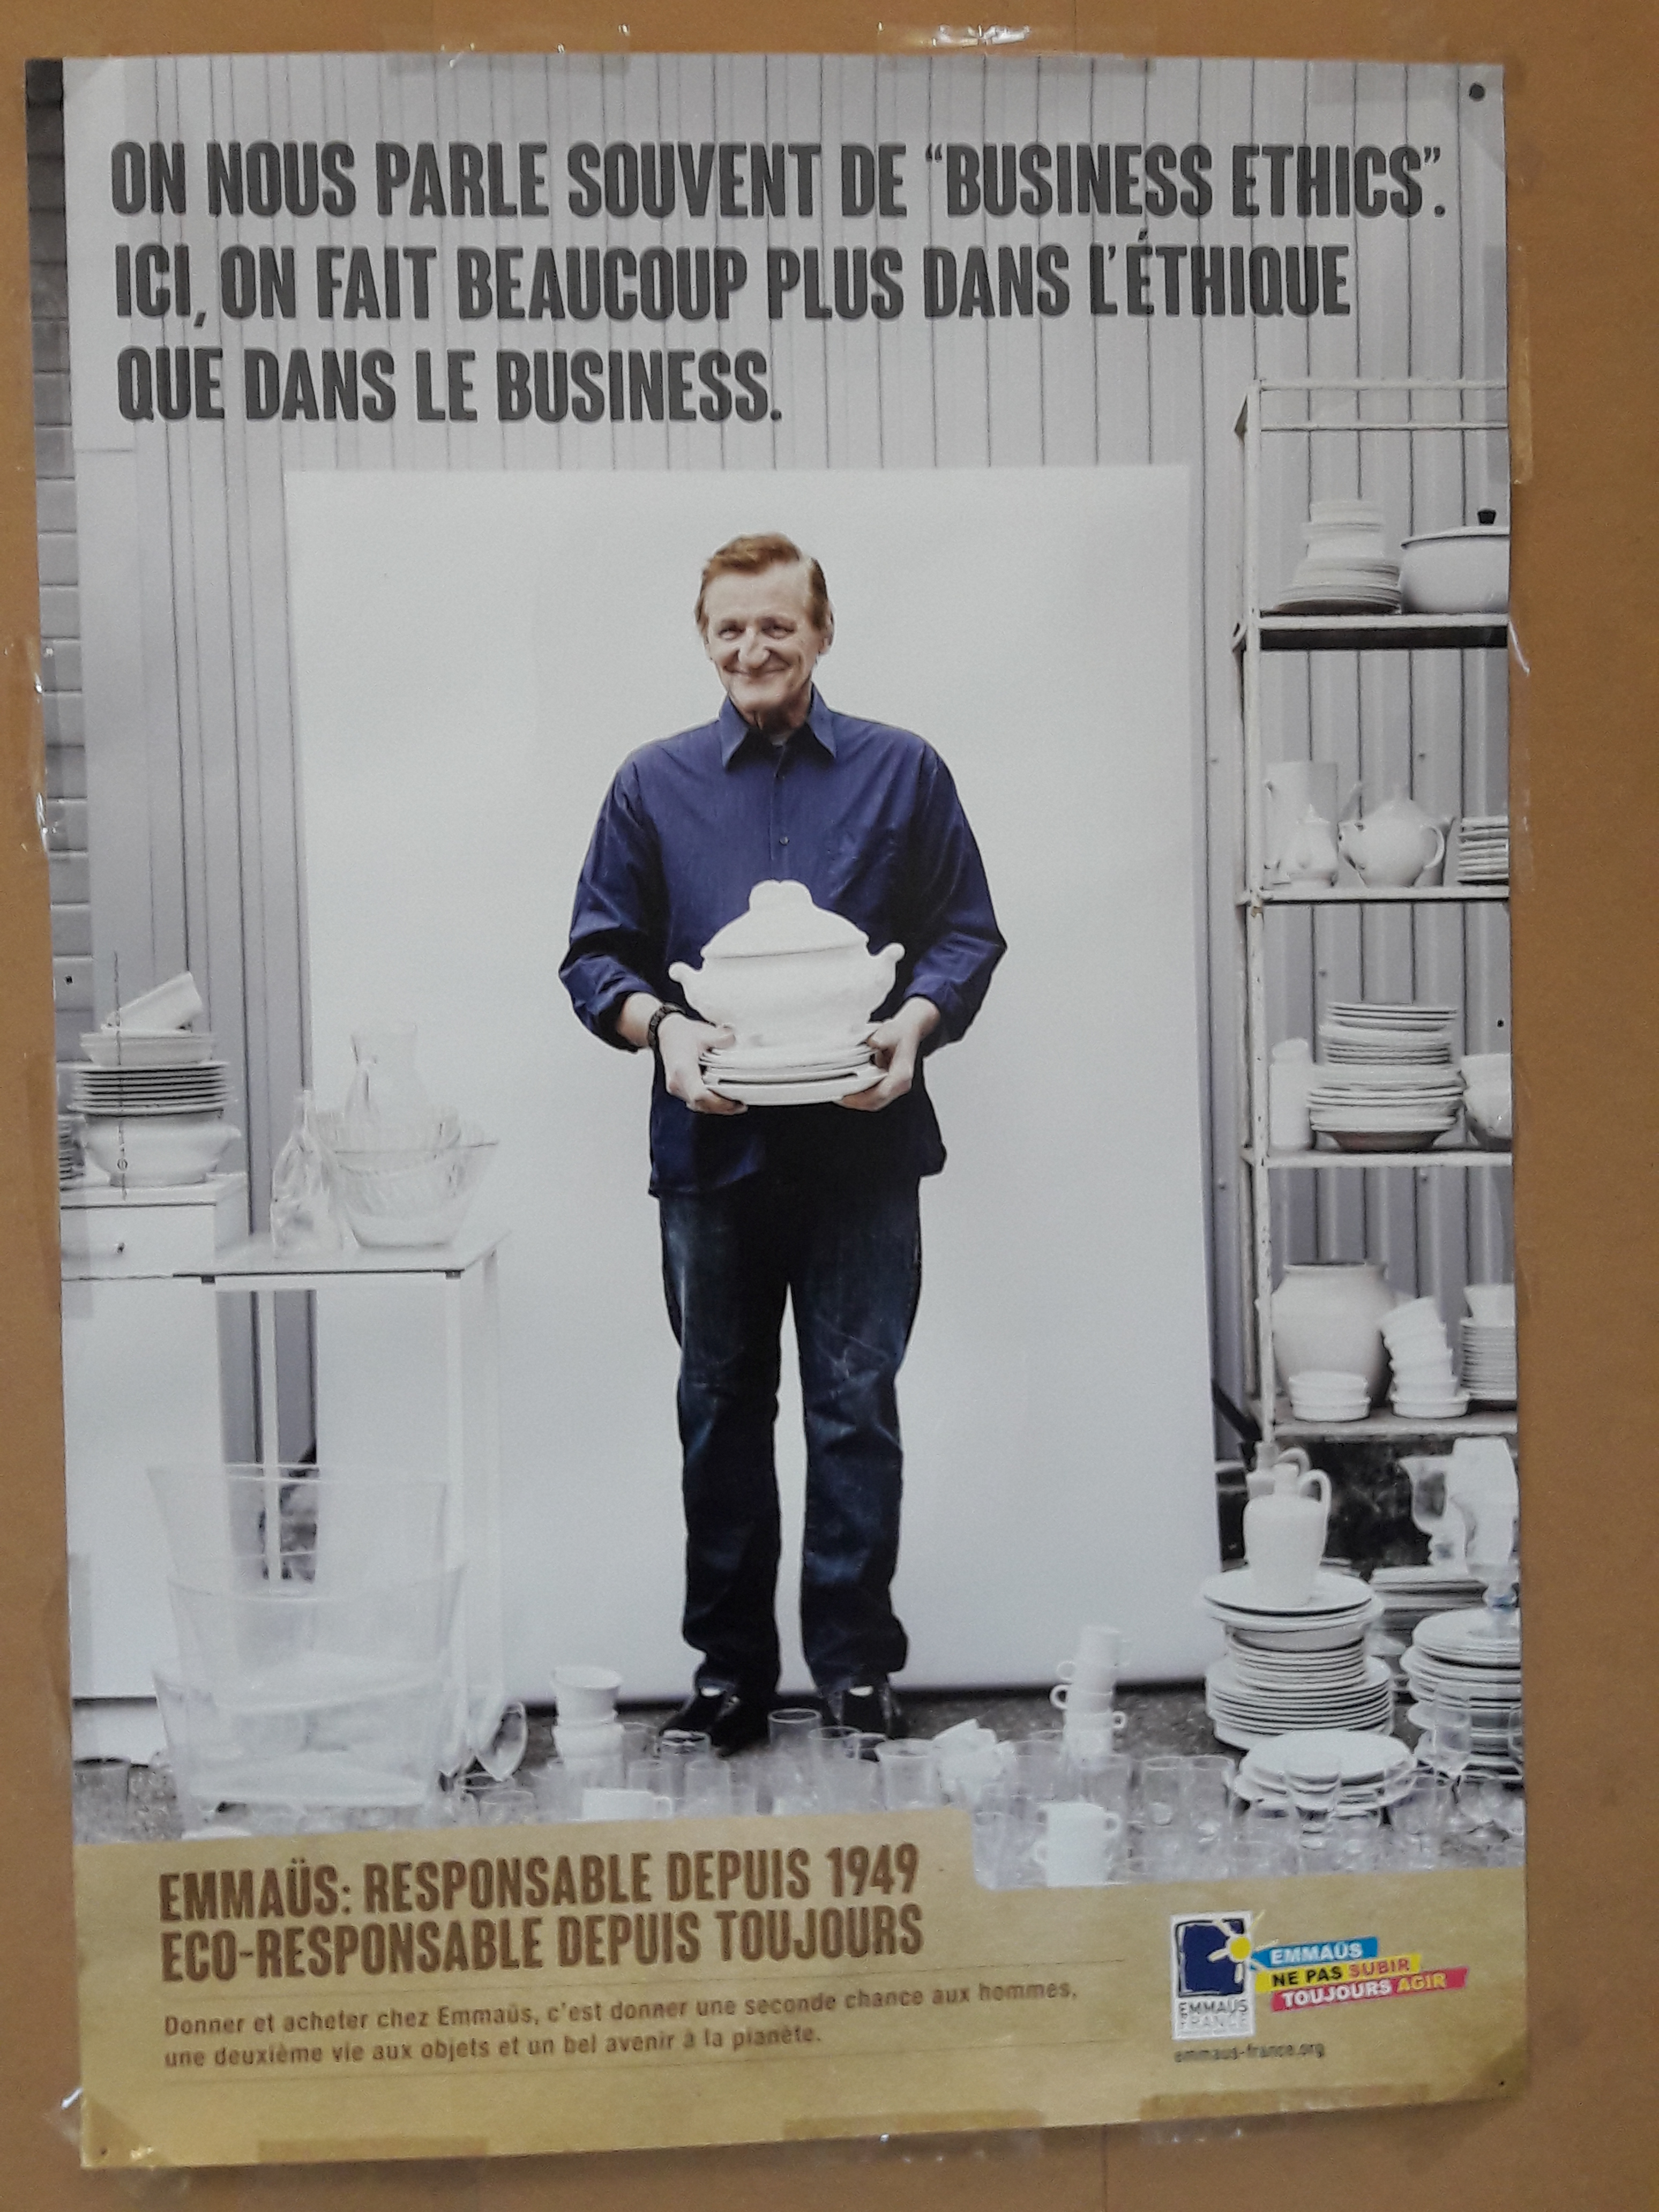 ON NOUS PARLE SOUVENT DE “BUSINESS ETHICS”.
ICI, ON FAIT BEAUCOUP PLUS DANS L'ÉTHIQUE
QUE DANS LE BUSINESS.
EMMAÜS: RESPONSABLE DEPUIS 1949
ECO-RESPONSABLE DEPUIS TOUJOURS
Donner et acheter chez Emmaüs, c'est donner une seconde chance aux hommes,
une deuxième vie aux objets et un bel avenir à la planète.
EMMAÜS
NE PAS SUBIR
TOUJOURS AGIR
EMMAÜS
FRANCE
emmaus-france.org